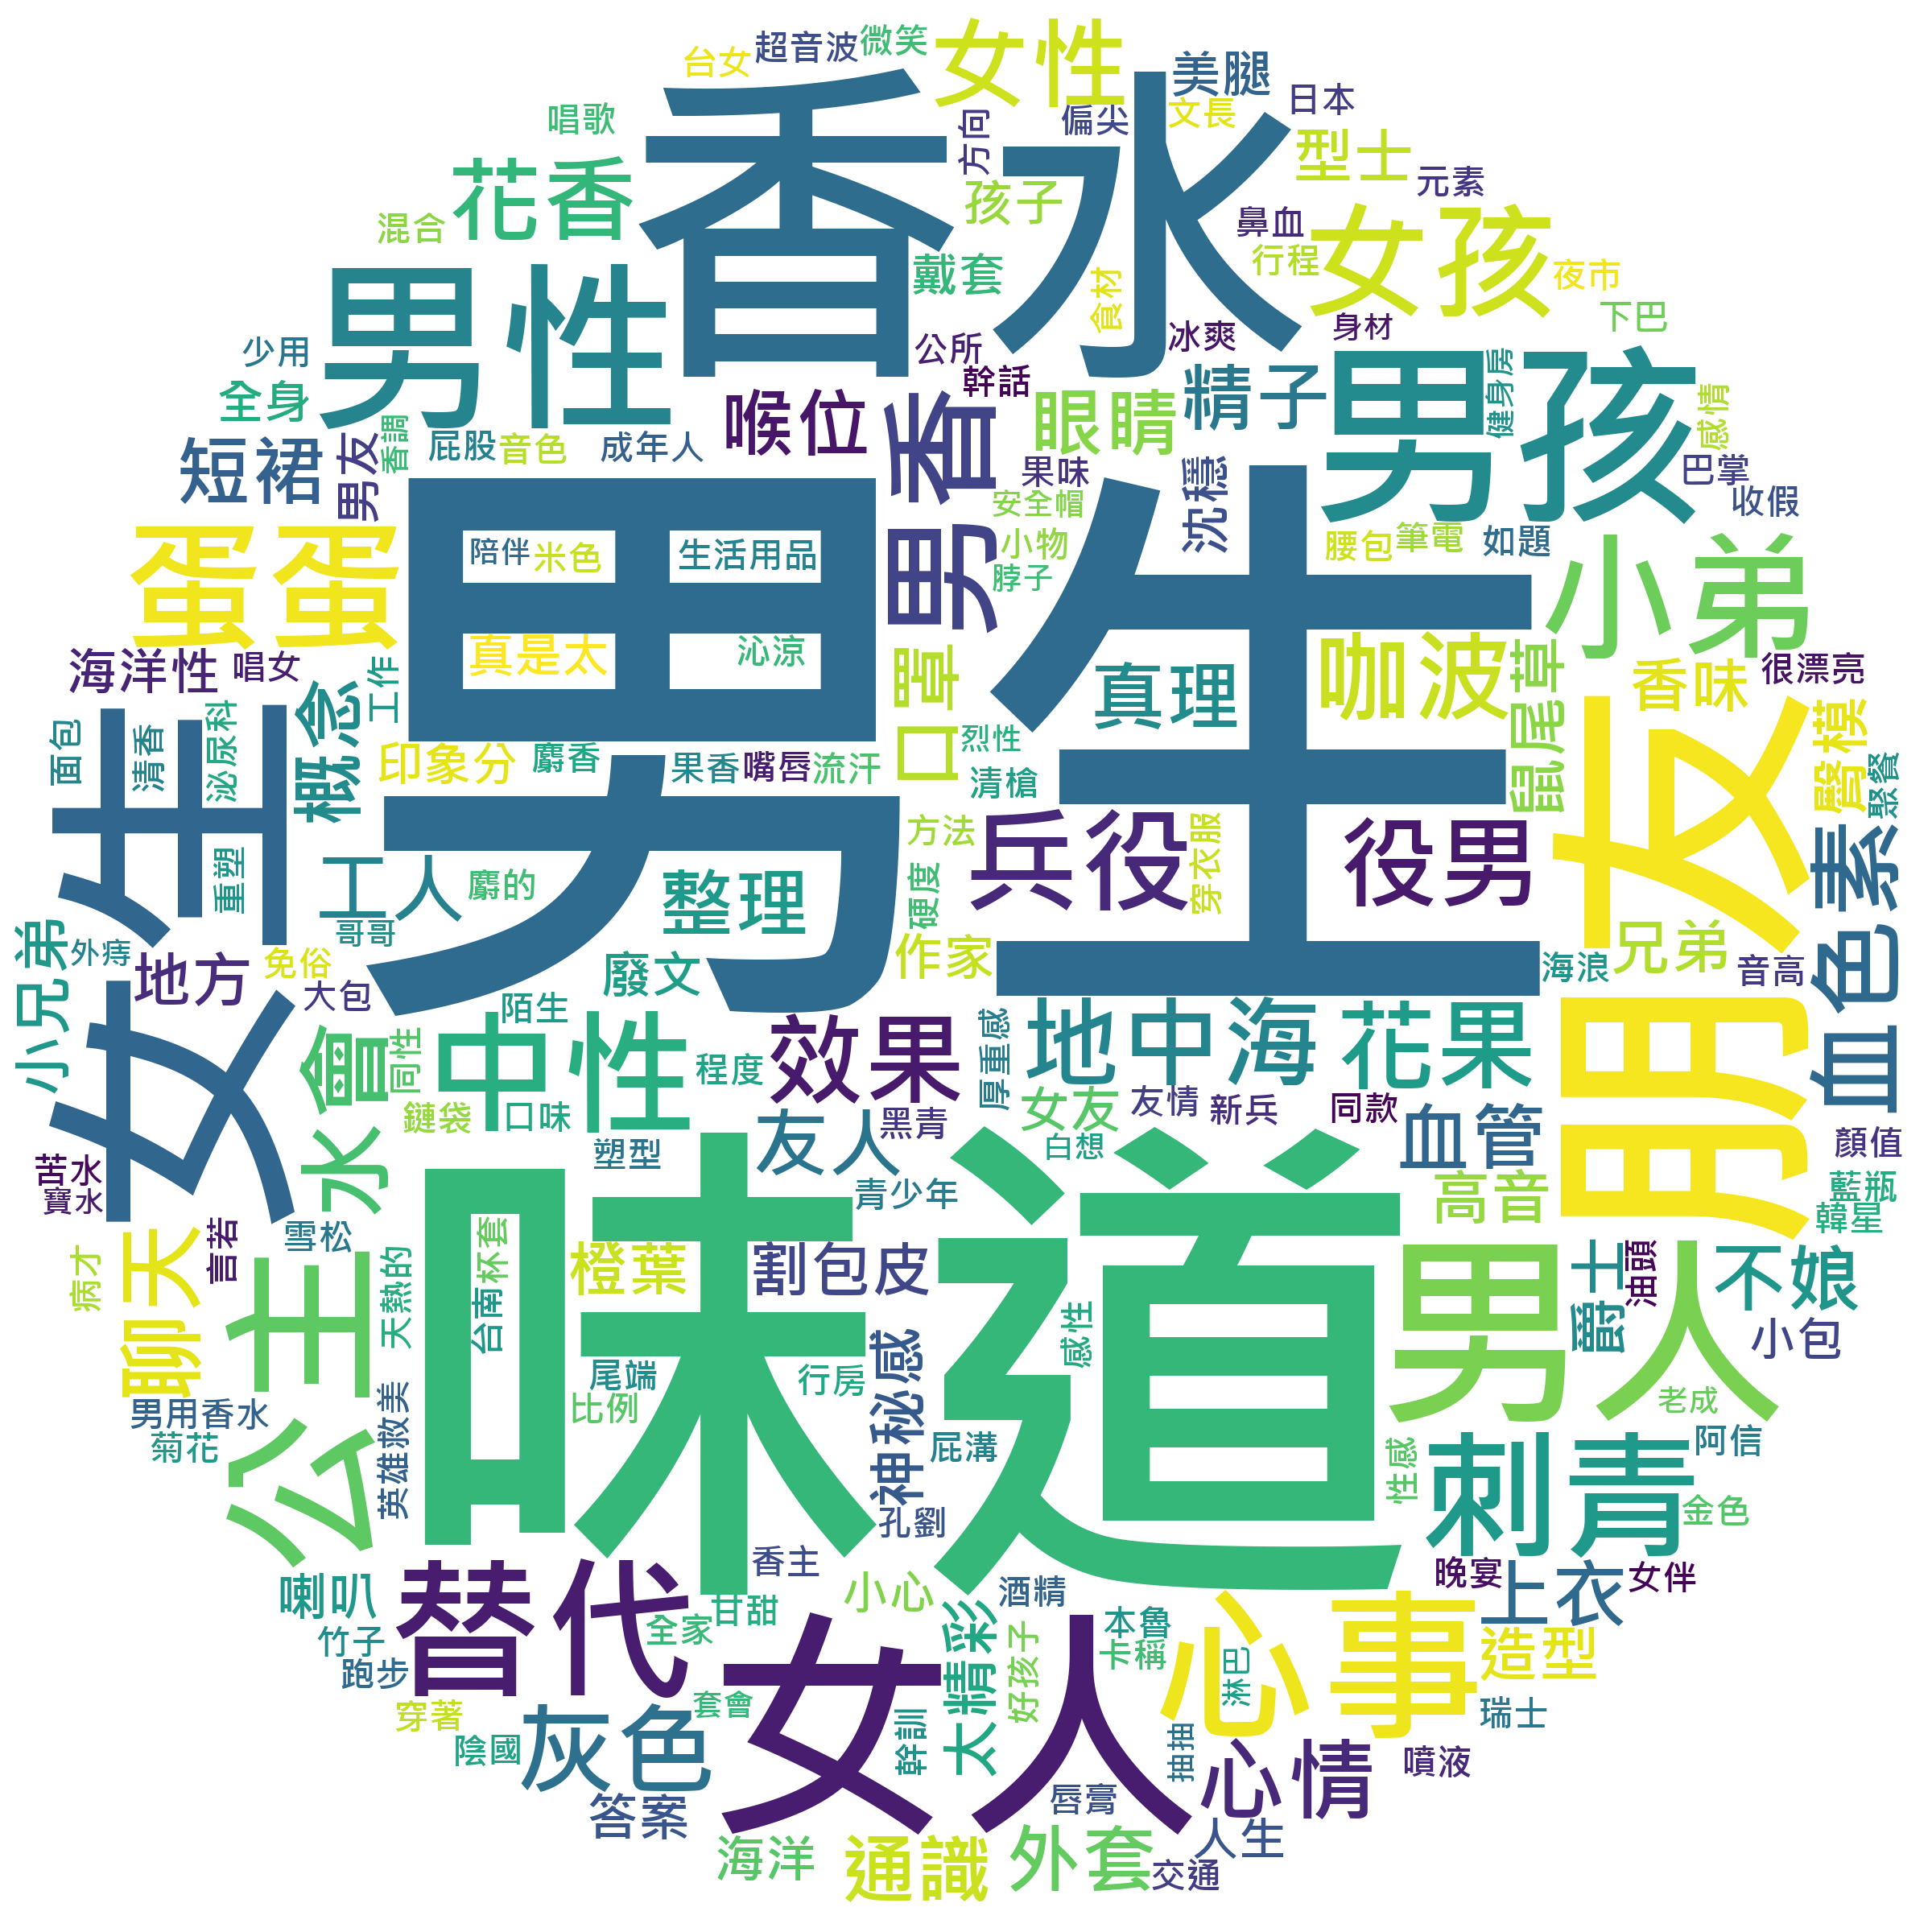 台女
超音波
微笑
女性
美腿
日本
唱歌
香水
方向
偏尖
文長
型士
元素
混合
花香
孩子
鼻血
行程
女孩
夜市
下巴
男性
戴套
食材
冰爽
身材
少用
全身
公所
幹話
精子
男孩
健身房
感情
短裙
男友
香調
屁股
音色
成年人
喉位
男香
眼睛
果味
沈穩
巴掌
收假
蛋蛋
男生
陪伴
米色
生活用品
安全帽
小物
脖子
腰包
筆電
如題
小弟
真是太
沁涼
口罩
真理
咖波
鼠尾草
香味
很漂亮
海洋性
唱女
工作
概念
面包
清香
泌尿科
印象分
麝香
果香
嘴唇
流汗
烈性
清槍
臀模
聚餐
女生
重塑
工人
麝的
整理
方法
硬度
兵役
穿衣服
役男
朋友
血色素
小兄弟
外痔
地方
免俗
哥哥
大包
廢文
作家
海浪
兄弟
音高
水會
同性
中性
陌生
程度
效果
厚重感
地中海
花果
鏈袋
口味
塑型
友人
黑青
青少年
女友
友情
新兵
同款
白想
血管
顏值
苦水
寶水
聊天
言若
雪松
病才
公主
天熱的
味道
台南杯套
橙葉
割包皮
高音
藍瓶
韓星
男人
爵士
油頭
不娘
小包
男用香水
菊花
英雄救美
尾端
比例
行房
神秘感
感性
屁溝
孔劉
性感
刺青
老成
阿信
金色
喇叭
竹子
跑步
替代
香主
甘甜
全家
小心
酒精
本魯
卡稱
心事
晚宴
上衣
女伴
造型
穿著
陰國
灰色
套會
女人
太精彩
好孩子
幹訓
淋巴
抽抽
瑞士
心情
噴液
答案
唇膏
海洋
通識
外套
人生
交通